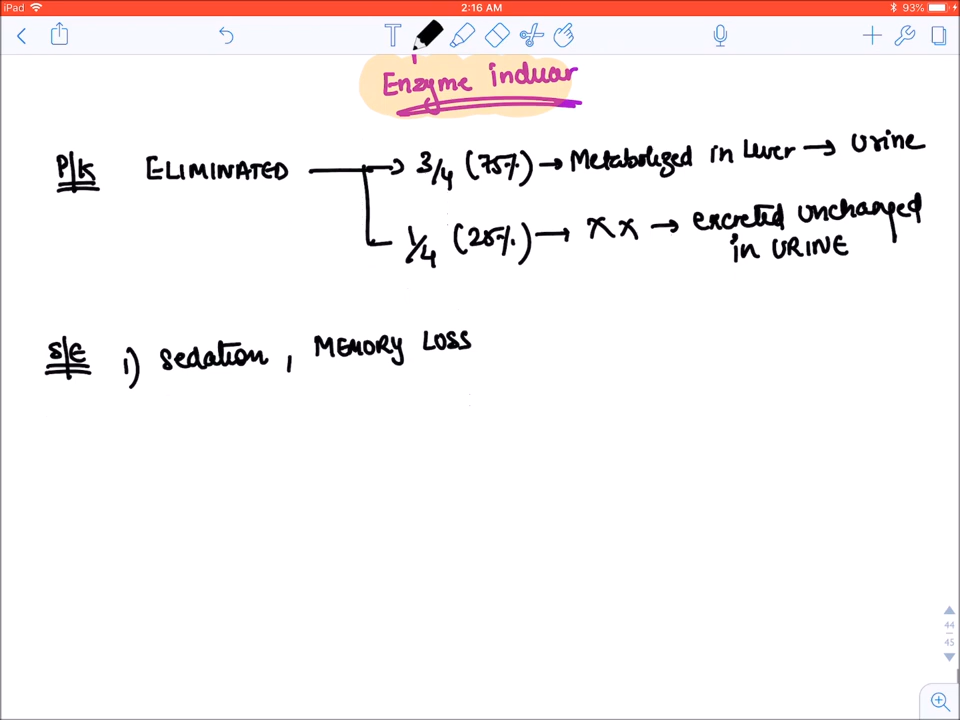 iPad 2:16 AM 93%
T
Enzyme inducer
P/K ELIMINATED → 3/4 (75%) → Metabolized in Liver → Urine
1/4 (25%) → XX → excreted unchanged
in URINE
S/E 1) Sedation, MEMORY LOSS
44
45